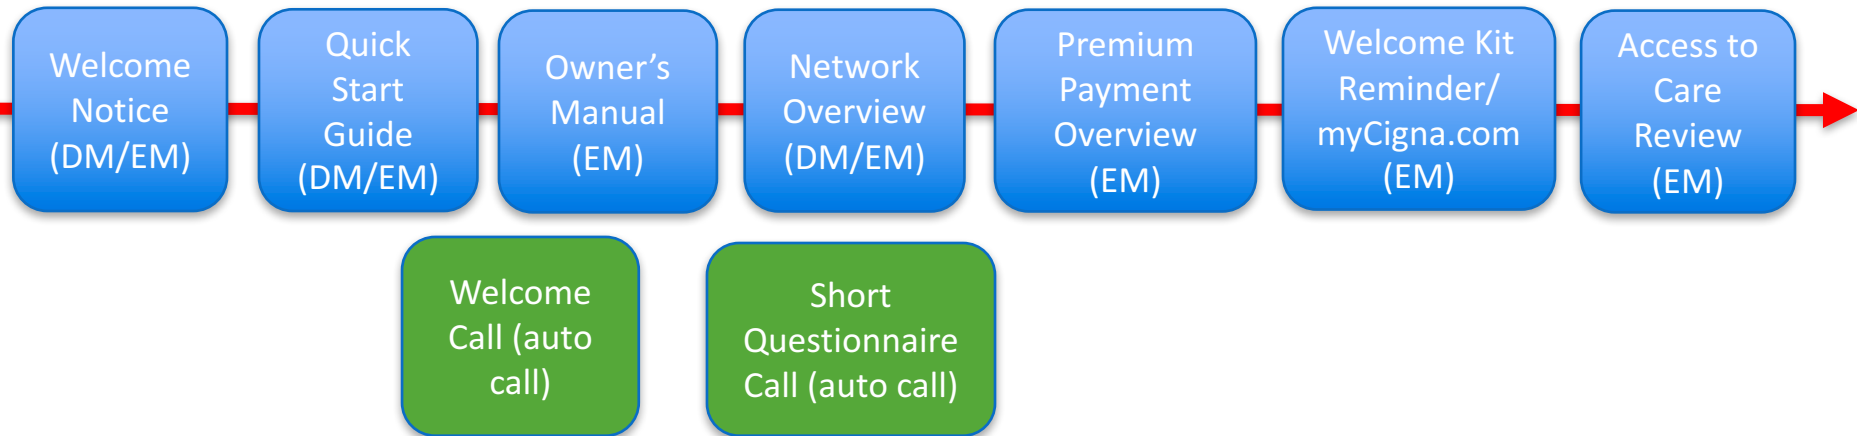 Welcome
Notice
(DM/EM)
Quick
Start
Guide
(DM/EM)
Owner’s
Manual
(EM)
Network
Overview
(DM/EM)
Premium
Payment
Overview
(EM)
Welcome Kit
Reminder/
myCigna.com
(EM)
Access to
Care
Review
(EM)
Welcome
Call (auto
call)
Short
Questionnaire
Call (auto call)